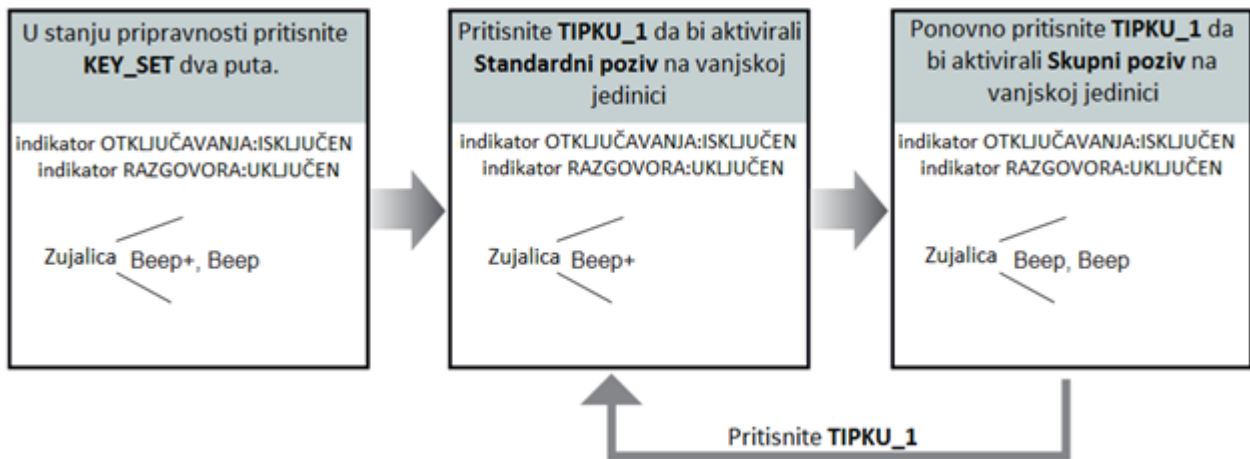 U stanju pripravnosti pritisnite
KEY_SET dva puta.
indikator OTKLJUČAVANJA:ISKLJUČEN
indikator RAZGOVORA:UKLJUČEN
Zujalica Beep+, Beep
Pritisnite TIPKU_1 da bi aktivirali
Standardni poziv na vanjskoj
jedinici
indikator OTKLJUČAVANJA:ISKLJUČEN
indikator RAZGOVORA:UKLJUČEN
Zujalica Beep+
Ponovno pritisnite TIPKU_1 da
bi aktivirali Skupni poziv na
vanjskoj jedinici
indikator OTKLJUČAVANJA:ISKLJUČEN
indikator RAZGOVORA:UKLJUČEN
Zujalica Beep, Beep
Pritisnite TIPKU_1